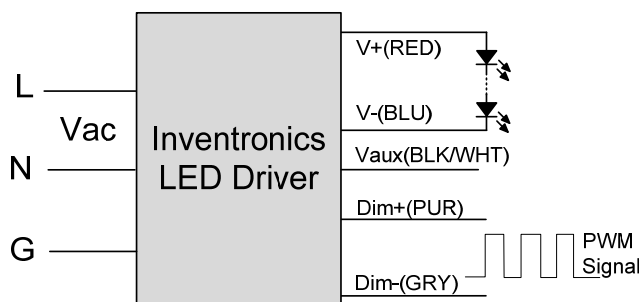 L
Vac
N
G
Inventronics
LED Driver
V+(RED)
V-(BLU)
Vaux(BLK/WHT)
Dim+(PUR)
Dim-(GRY)
PWM
Signal